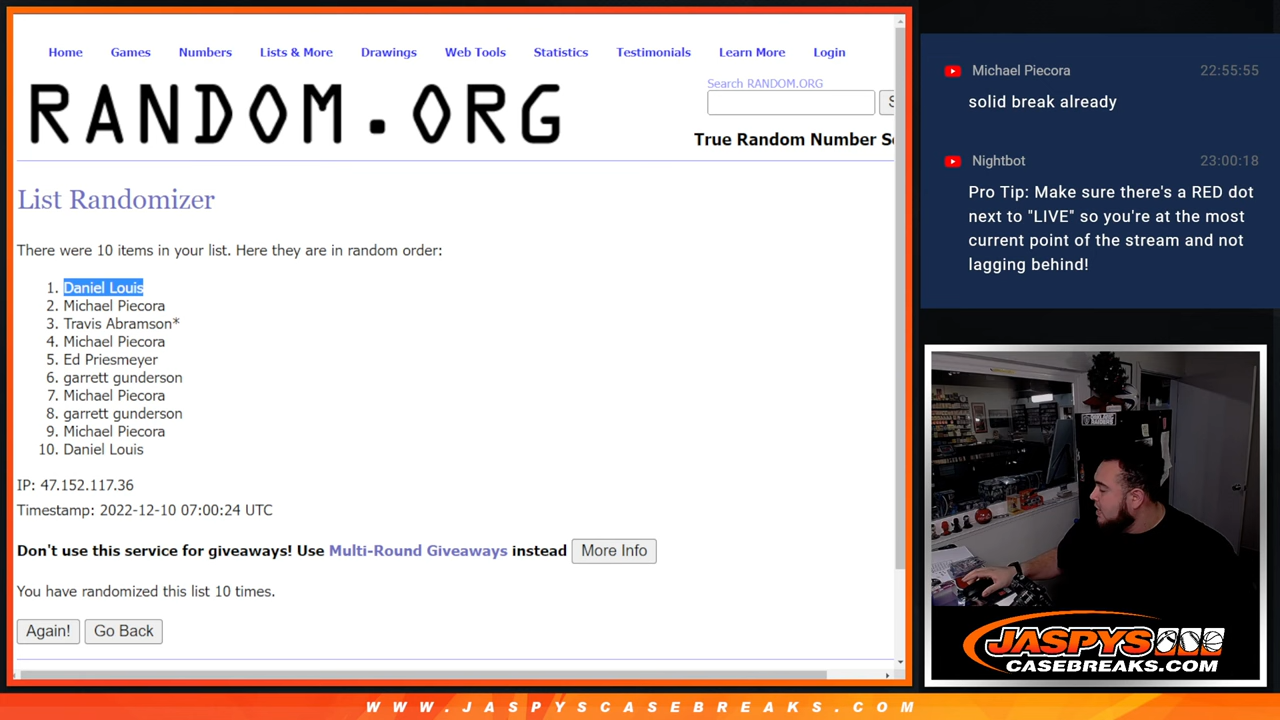 Home Games Numbers Lists & More Drawings Web Tools Statistics Testimonials Learn More Login
RANDOM.ORG
Search RANDOM.ORG
True Random Number Se
List Randomizer
There were 10 items in your list. Here they are in random order:
1. Daniel Louis
2. Michael Piecora
3. Travis Abramson*
4. Michael Piecora
5. Ed Priesmeyer
6. garrett gunderson
7. Michael Piecora
8. garrett gunderson
9. Michael Piecora
10. Daniel Louis
IP: 47.152.117.36
Timestamp: 2022-12-10 07:00:24 UTC
Don't use this service for giveaways! Use Multi-Round Giveaways instead More Info
You have randomized this list 10 times.
Again! Go Back
Michael Piecora 22:55:55
solid break already
Nightbot 23:00:18
Pro Tip: Make sure there's a RED dot
next to "LIVE" so you're at the most
current point of the stream and not
lagging behind!
JASPYS
CASEBREAKS.COM
WWW.JASPYSCASEBREAKS.COM